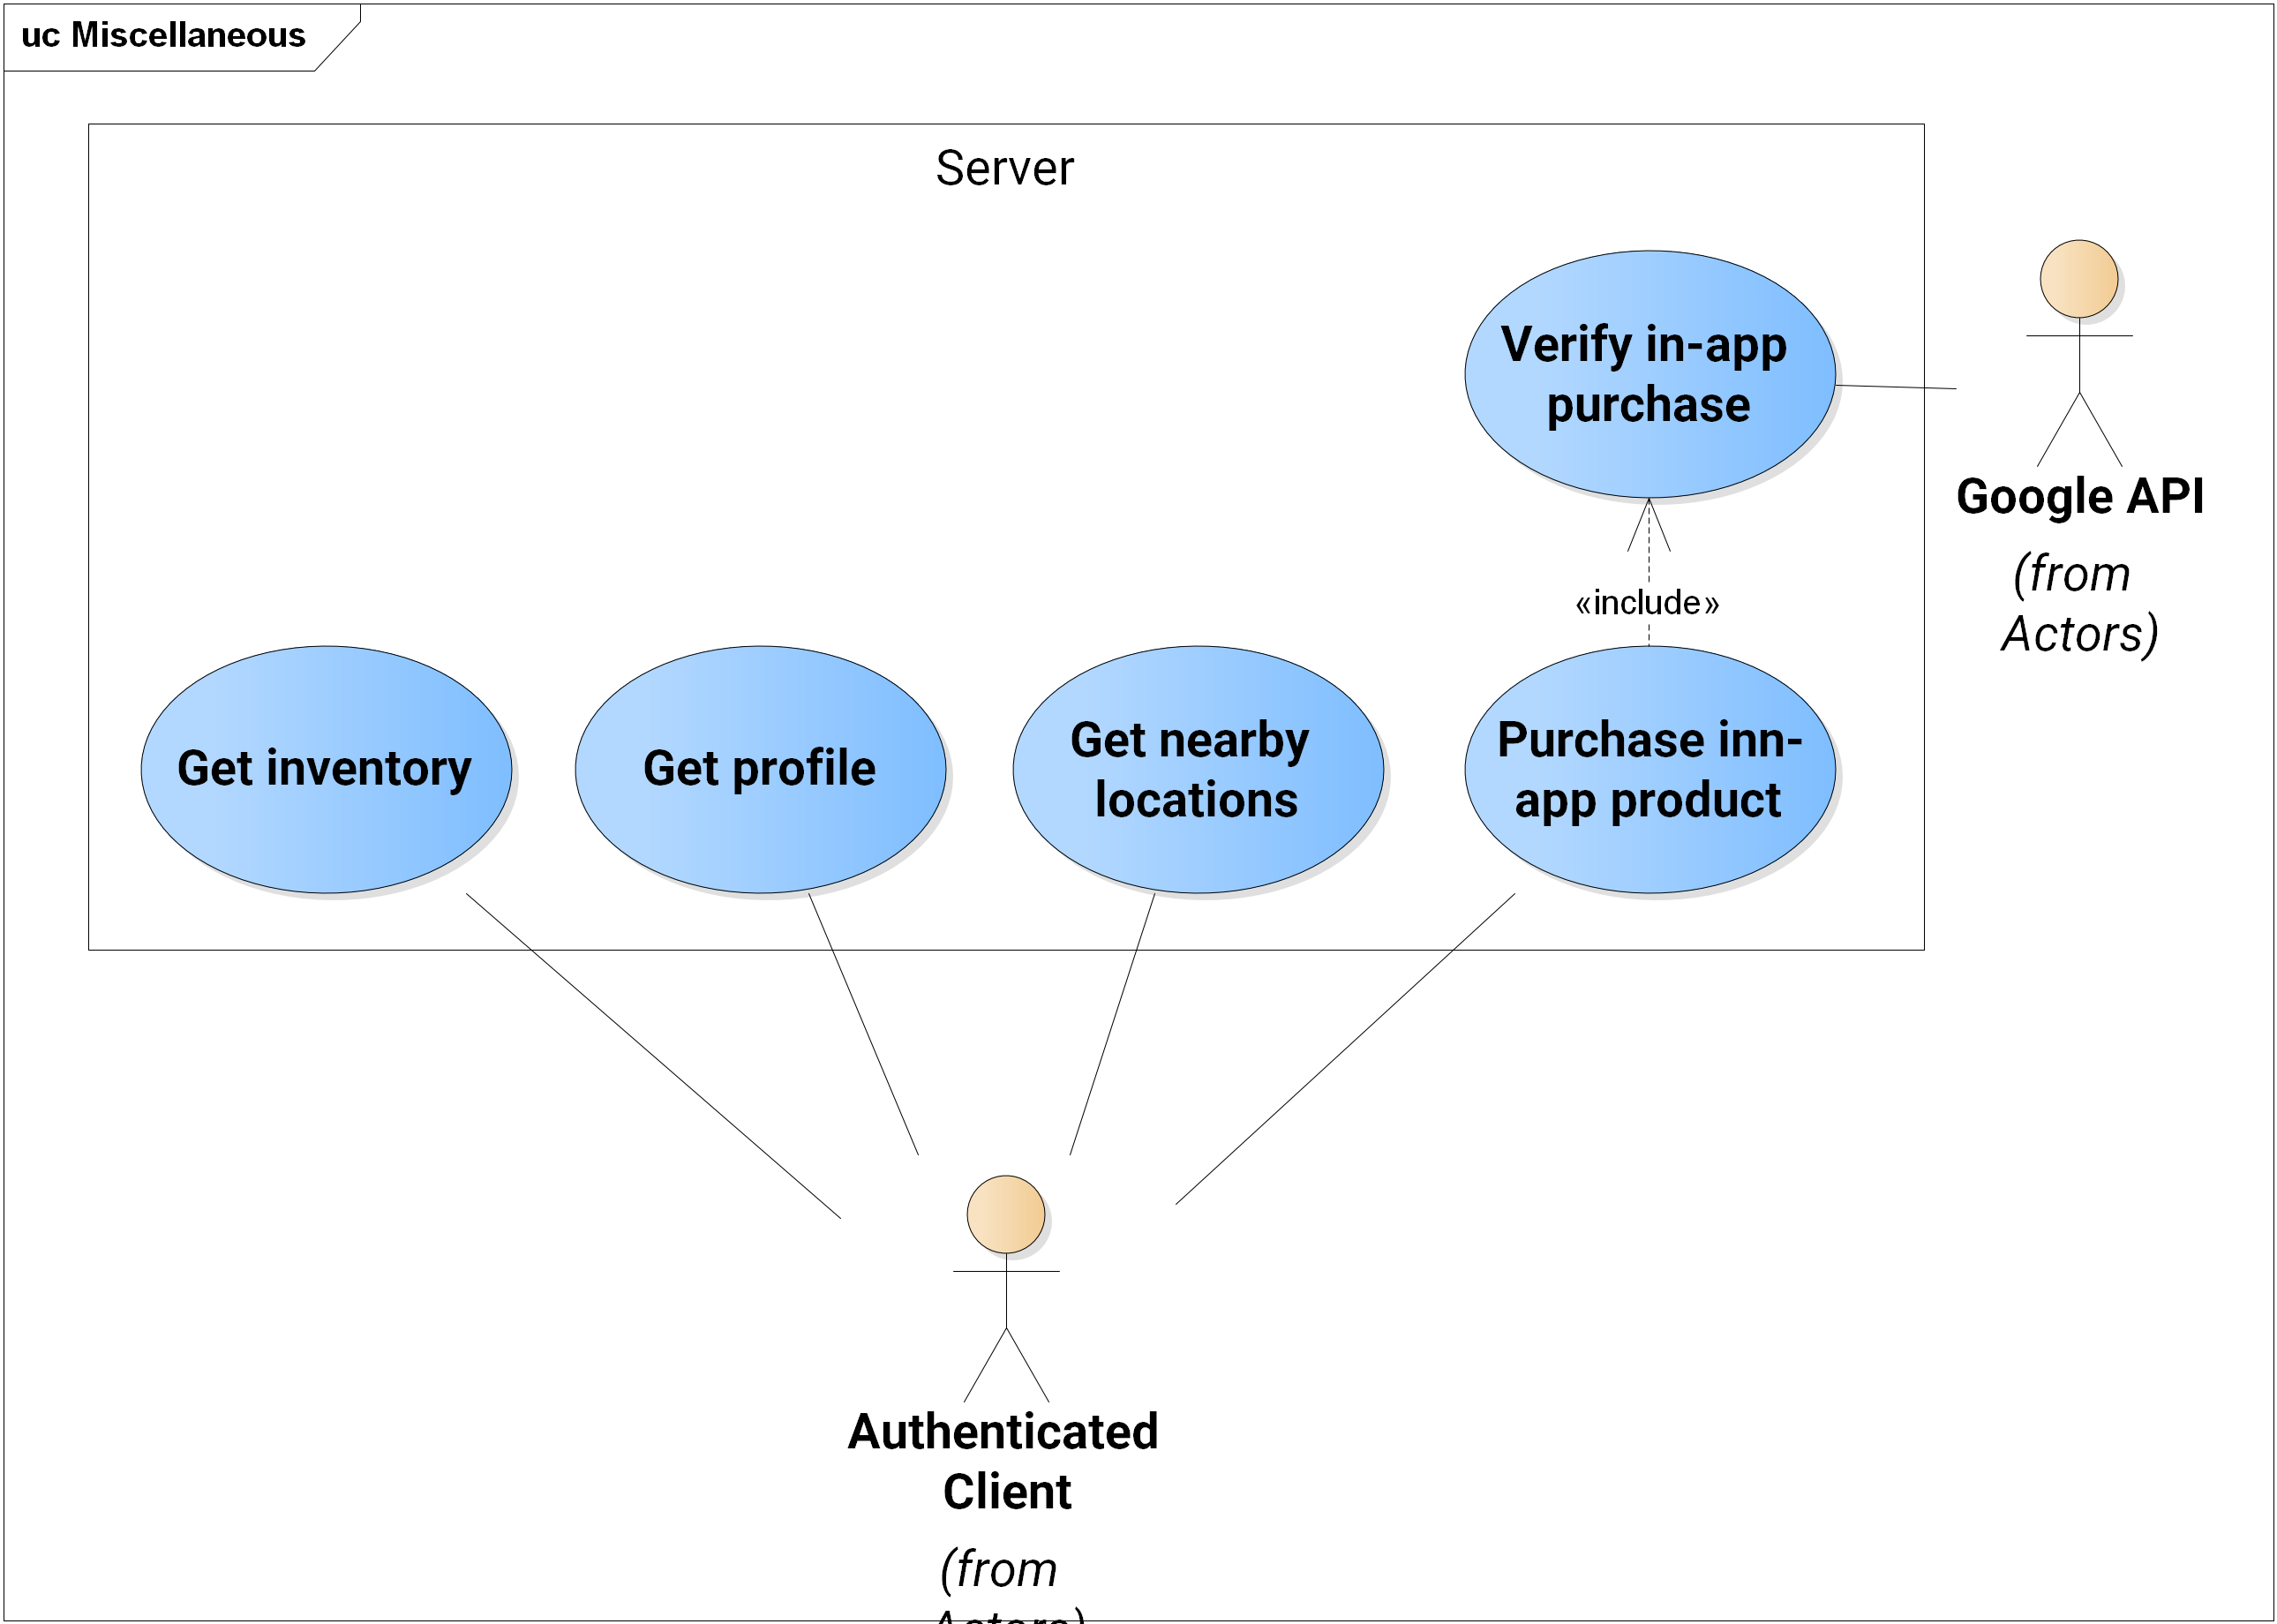 uc Miscellaneous
Server
Verify in-app
purchase
Google API
(from
Actors)
«include»
Get inventory
Get profile
Get nearby
locations
Purchase inn-
app product
Authenticated
Client
(from
Actors)